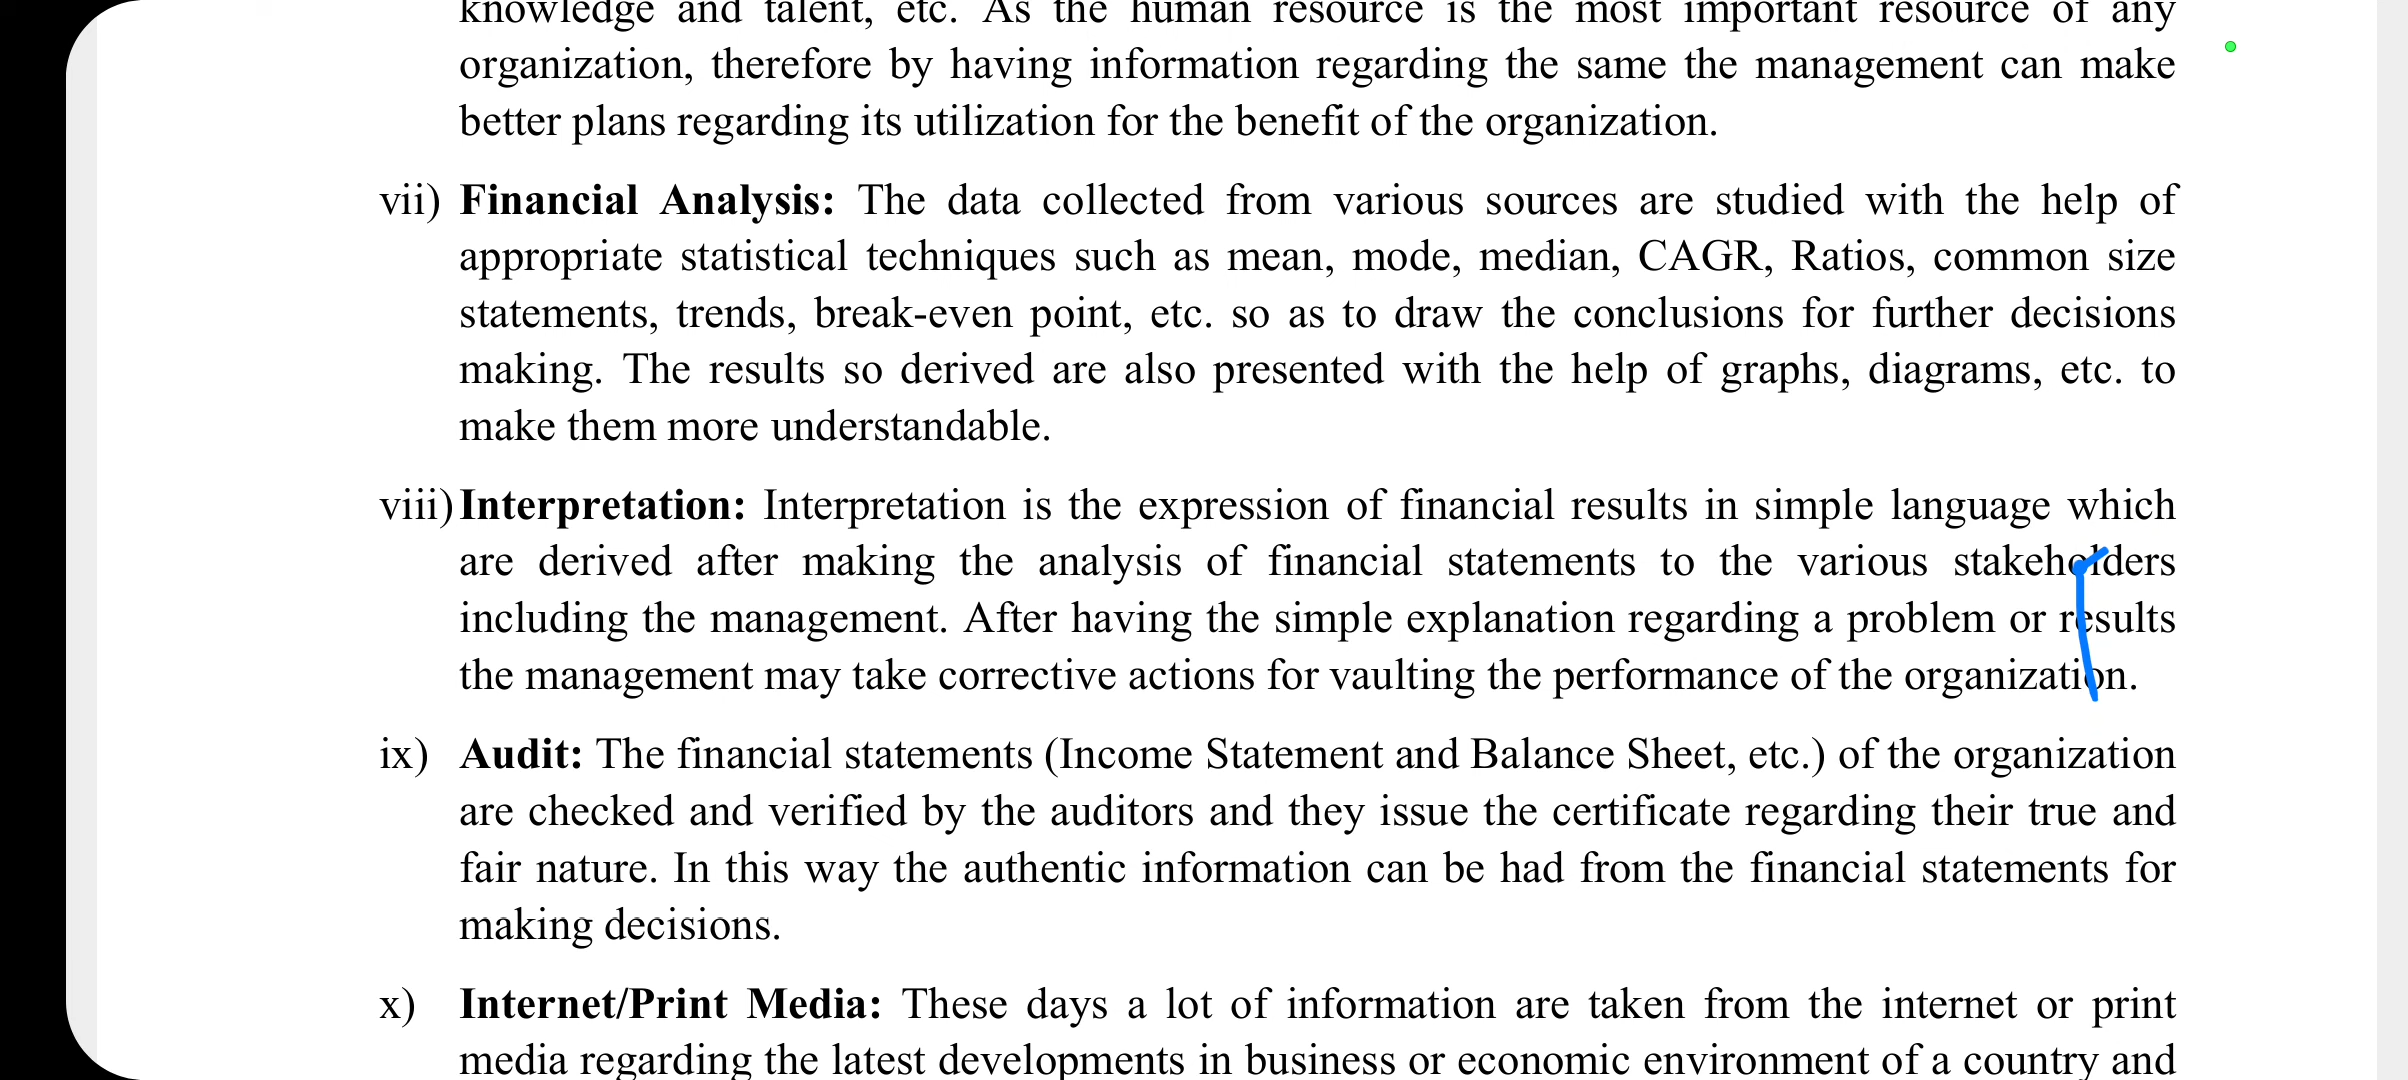 knowledge and talent, etc. As the human resource is the most important resource of any
organization, therefore by having information regarding the same the management can make
better plans regarding its utilization for the benefit of the organization.
vii) Financial Analysis: The data collected from various sources are studied with the help of
appropriate statistical techniques such as mean, mode, median, CAGR, Ratios, common size
statements, trends, break-even point, etc. so as to draw the conclusions for further decisions
making. The results so derived are also presented with the help of graphs, diagrams, etc. to
make them more understandable.
viii) Interpretation: Interpretation is the expression of financial results in simple language which
are derived after making the analysis of financial statements to the various stakeholders
including the management. After having the simple explanation regarding a problem or results
the management may take corrective actions for vaulting the performance of the organization.
ix) Audit: The financial statements (Income Statement and Balance Sheet, etc.) of the organization
are checked and verified by the auditors and they issue the certificate regarding their true and
fair nature. In this way the authentic information can be had from the financial statements for
making decisions.
x) Internet/Print Media: These days a lot of information are taken from the internet or print
media regarding the latest developments in business or economic environment of a country and